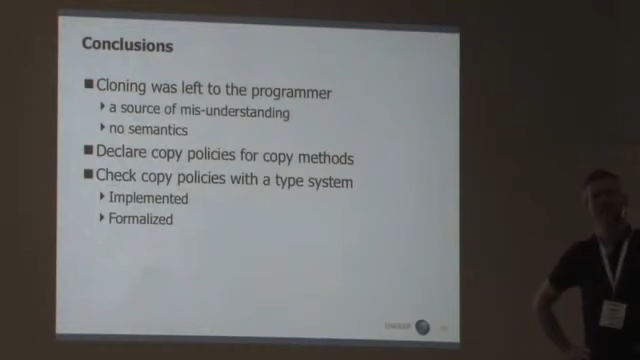 Conclusions
■ Cloning was left to the programmer
a source of mis-understanding
no semantics
■ Declare copy policies for copy methods
■ Check copy policies with a type system
Implemented
Formalized